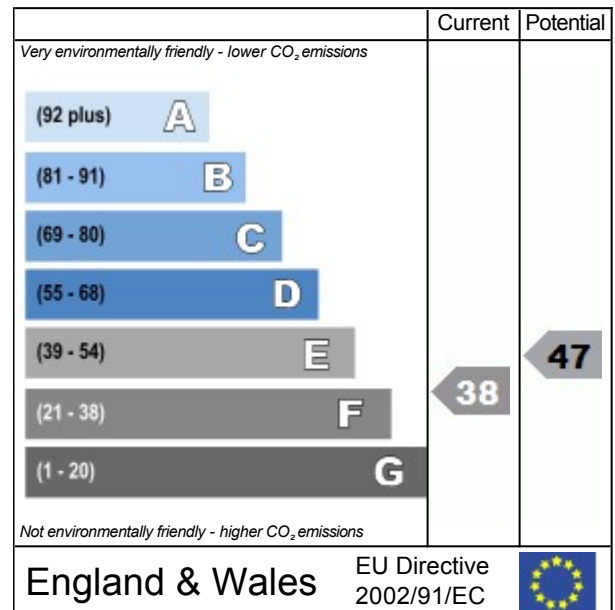 Current Potential
Very environmentally friendly - lower CO₂ emissions
(92 plus) A
(81 - 91) B
(69 - 80) C
(55 - 68) D
(39 - 54) E
47
38
(21 - 38) F
(1 - 20) G
Not environmentally friendly - higher CO₂ emissions
England & Wales
EU Directive
2002/91/EC